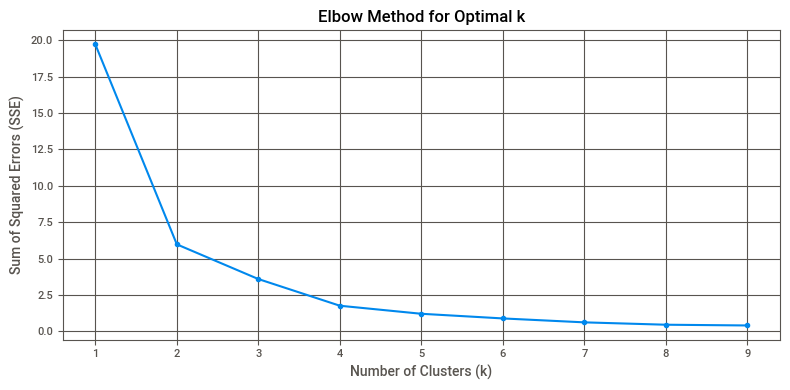 Elbow Method for Optimal k
Sum of Squared Errors (SSE)
20.0
17.5
15.0
12.5
10.0
7.5
5.0
2.5
0.0
1 2 3 4 5 6 7 8 9
Number of Clusters (k)